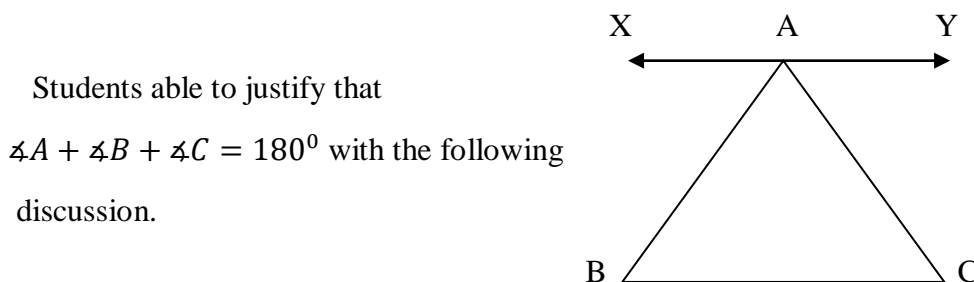 X A Y
Students able to justify that
∡A + ∡B + ∡C = 180⁰ with the following
discussion.
B C